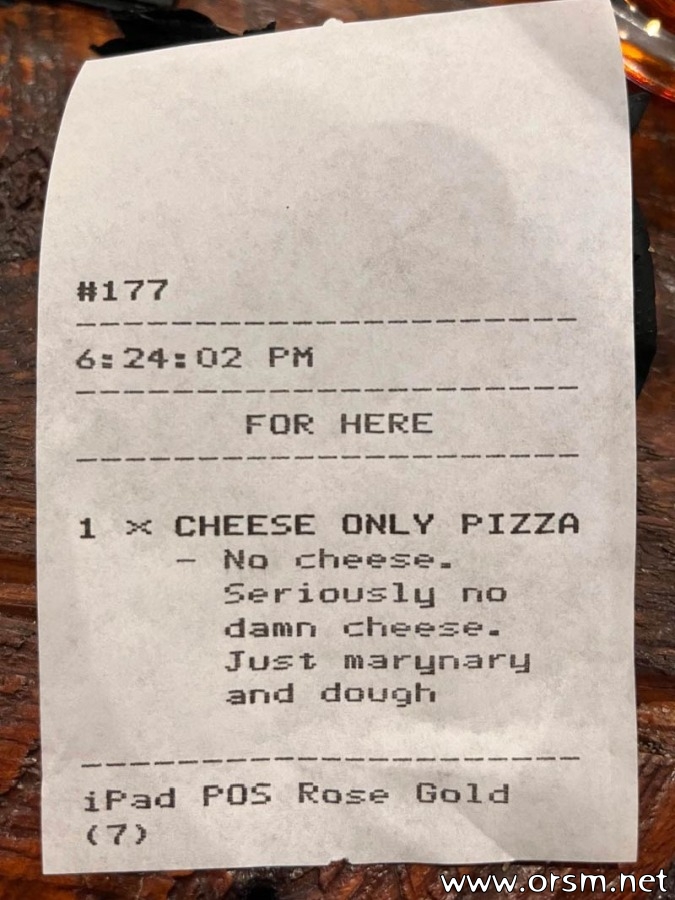 #177
6:24:02 PM
FOR HERE
1 x CHEESE ONLY PIZZA
- No cheese.
Seriously no
damn cheese.
Just marynary
and dough
iPad POS Rose Gold
(7)
www.orsm.net